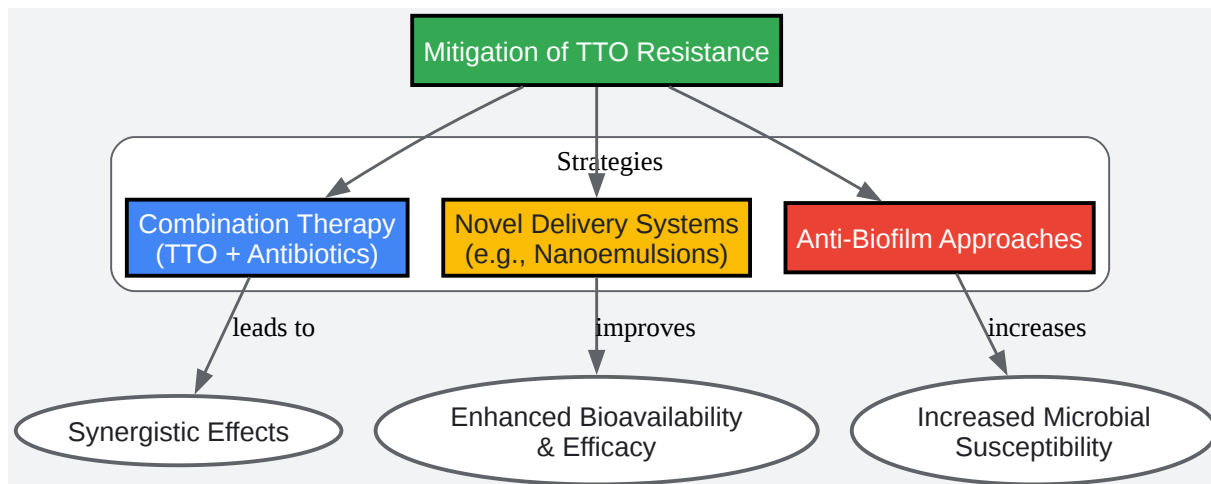 Mitigation of TTO Resistance
Strategies
Combination Therapy
(TTO + Antibiotics)
Novel Delivery Systems
(e.g., Nanoemulsions)
Anti-Biofilm Approaches
leads to
improves
increases
Synergistic Effects
Enhanced Bioavailability
& Efficacy
Increased Microbial
Susceptibility